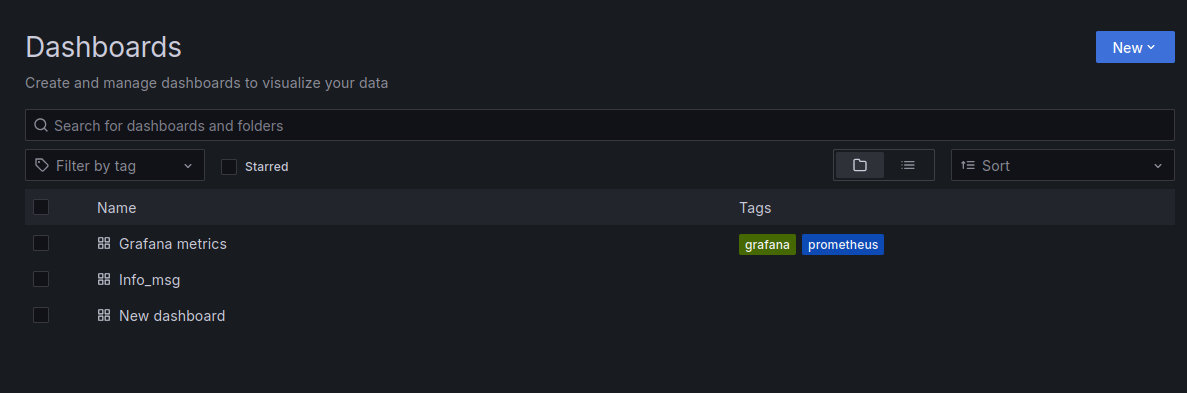 Dashboards
New
Create and manage dashboards to visualize your data
Search for dashboards and folders
Filter by tag Starred Sort
Name Tags
Grafana metrics grafana prometheus
Info_msg
New dashboard